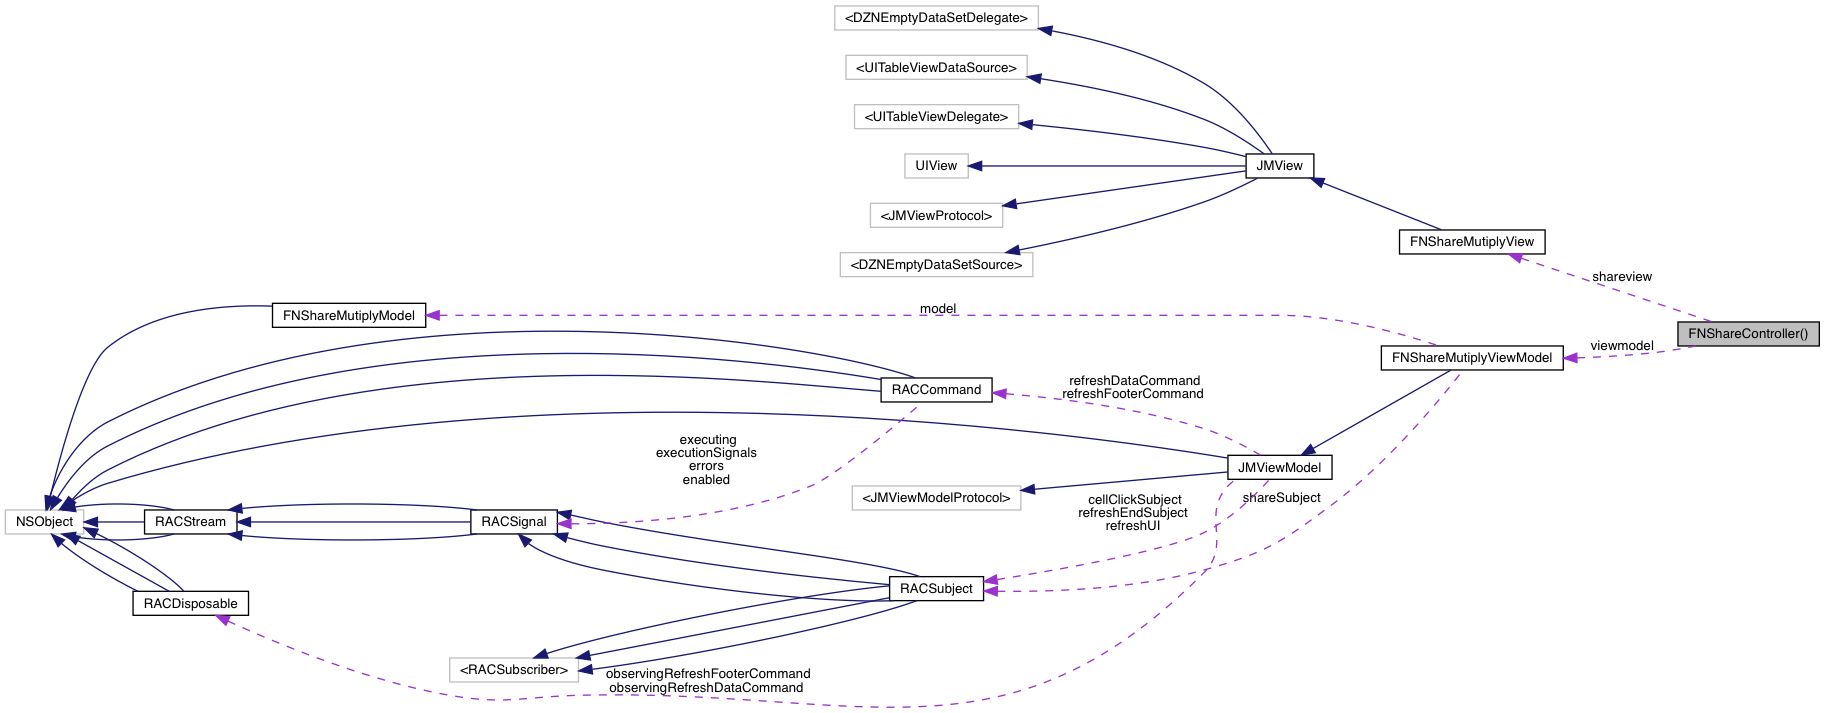 <DZNEmptyDataSetDelegate>
<UITableViewDataSource>
<UITableViewDelegate>
UIView
JMView
<JMViewProtocol>
FNShareMutiplyView
<DZNEmptyDataSetSource>
shareview
model
FNShareMutiplyModel
FNShareController()
viewmodel
FNShareMutiplyViewModel
refreshDataCommand
refreshFooterCommand
RACCommand
executing
executionSignals
errors
enabled
JMViewModel
<JMViewModelProtocol>
cellClickSubject
refreshEndSubject
refreshUI
shareSubject
NSObject
RACStream
RACSignal
RACSubject
RACDisposable
<RACSubscriber>
observingRefreshFooterCommand
observingRefreshDataCommand